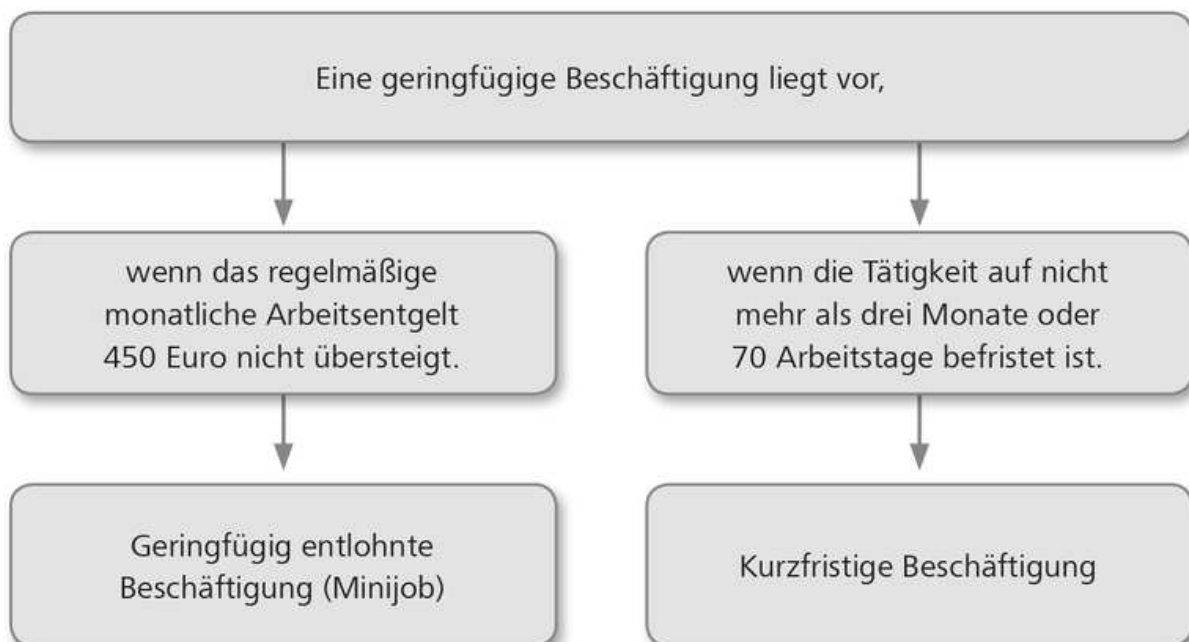 Eine geringfügige Beschäftigung liegt vor,
wenn das regelmäßige
monatliche Arbeitsentgelt
450 Euro nicht übersteigt.
wenn die Tätigkeit auf nicht
mehr als drei Monate oder
70 Arbeitstage befristet ist.
Geringfügig entlohnte
Beschäftigung (Minijob)
Kurzfristige Beschäftigung